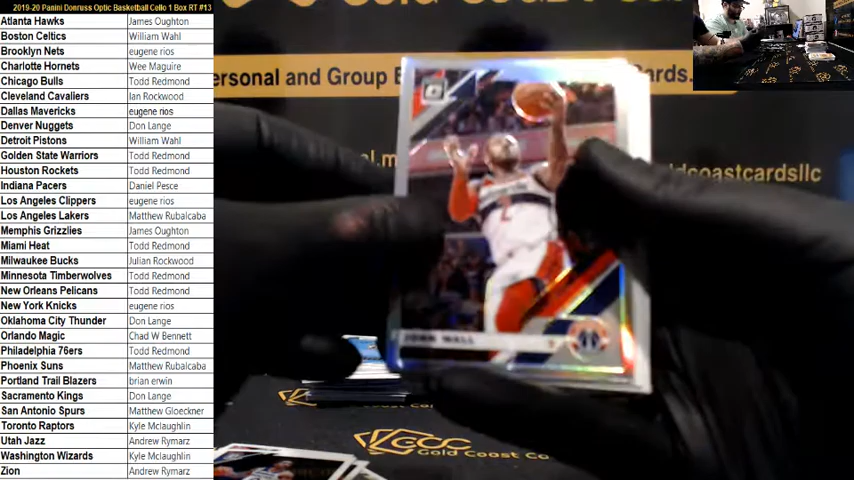 2019-20 Panini Donruss Optic Basketball Cello 1 Box RT #13
Atlanta Hawks James Oughton
Boston Celtics William Wahl
Brooklyn Nets eugene rios
Charlotte Hornets Wee Maguire
Chicago Bulls Todd Redmond
Cleveland Cavaliers Ian Rockwood
Dallas Mavericks eugene rios
Denver Nuggets Don Lange
Detroit Pistons William Wahl
Golden State Warriors Todd Redmond
Houston Rockets Todd Redmond
Indiana Pacers Daniel Pesce
Los Angeles Clippers eugene rios
Los Angeles Lakers Matthew Rubalcaba
Memphis Grizzlies James Oughton
Miami Heat Todd Redmond
Milwaukee Bucks Julian Rockwood
Minnesota Timberwolves Todd Redmond
New Orleans Pelicans Todd Redmond
New York Knicks eugene rios
Oklahoma City Thunder Don Lange
Orlando Magic Chad W Bennett
Philadelphia 76ers Todd Redmond
Phoenix Suns Matthew Rubalcaba
Portland Trail Blazers brian erwin
Sacramento Kings Don Lange
San Antonio Spurs Matthew Gloeckner
Toronto Raptors Kyle Mclaughlin
Utah Jazz Andrew Rymarz
Washington Wizards Kyle Mclaughlin
Zion Andrew Rymarz
ersonal and Group
ards.
ldcoastcardsllc
2
JOHN WALL
GCC
Gold Coast Ca